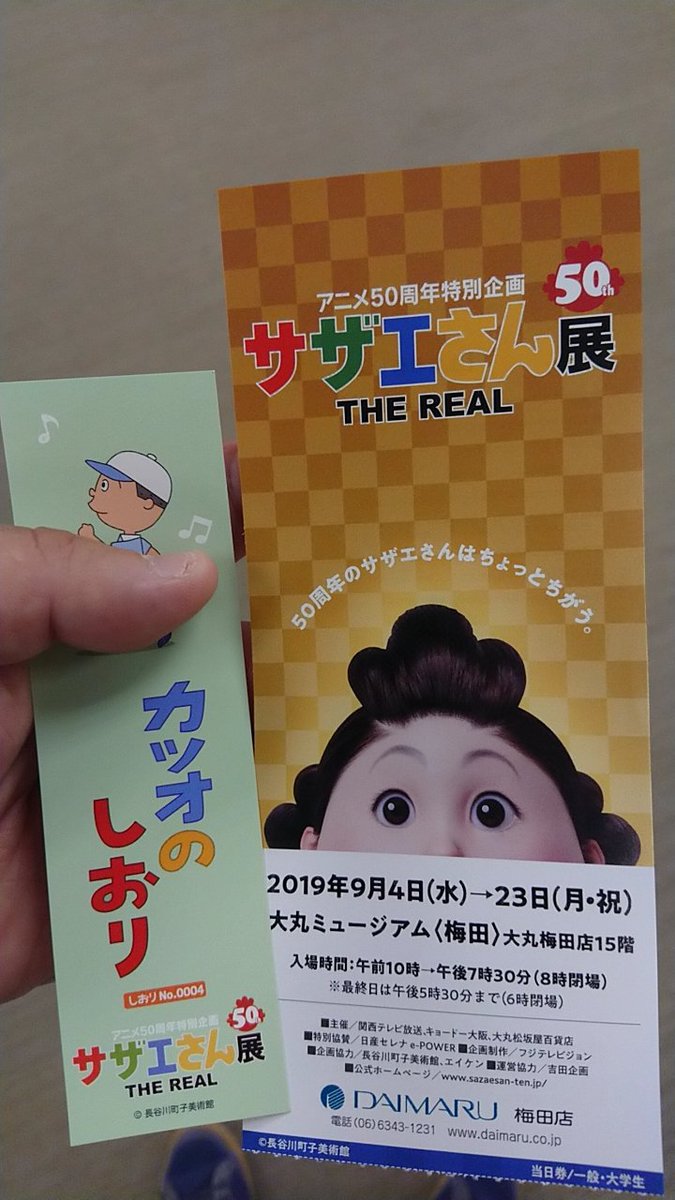 カツオの
しおり
しおり No.0004
アニメ50周年特別企画
50th
サザエさん展
THE REAL
© 長谷川町子美術館
アニメ50周年特別企画
50th
サザエさん展
THE REAL
50周年のサザエさんはちょっとちがう。
2019年9月4日(水)→23日(月・祝)
大丸ミュージアム〈梅田〉大丸梅田店15階
入場時間:午前10時→午後7時30分(8時閉場)
※最終日は午後5時30分まで(6時閉場)
■主催/関西テレビ放送、キョードー大阪、大丸松坂屋百貨店
■特別協賛/日産セレナ e-POWER ■企画制作/フジテレビジョン
■企画協力/長谷川町子美術館、エイケン ■運営協力/吉田企画
■公式ホームページ/www.sazaesan-ten.jp/
DAIMARU 梅田店
電話(06)6343-1231 www.daimaru.co.jp
©長谷川町子美術館
当日券/一般・大学生